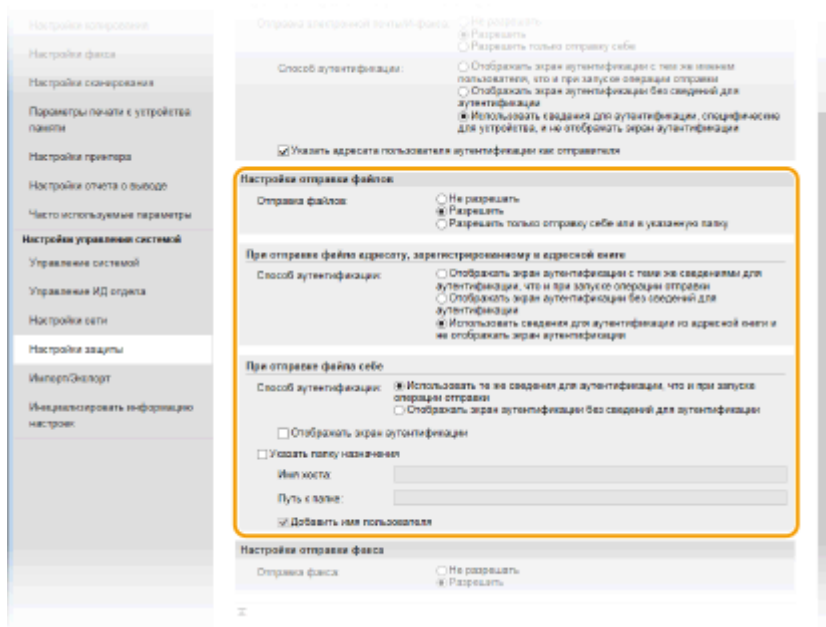 Настройки копирования
Настройки факса
Настройки сканирования
Параметры печати с устройства
памяти
Настройки принтера
Настройки отчета о выводе
Часто используемые параметры
Настройки управления системой
Управление системой
Управление ИД отдела
Настройки сети
Настройки защиты
Импорт/Экспорт
Инициализировать информацию
настроек
Отправка электронной почты/И-факса:
Не разрешать
Разрешить
Разрешить только отправку себе
Способ аутентификации:
Отображать экран аутентификации с тем же именем
пользователя, что и при запуске операции отправки
Отображать экран аутентификации без сведений для
аутентификации
Использовать сведения для аутентификации, специфические
для устройства, и не отображать экран аутентификации
Указать адресата пользователя аутентификации как отправителя
Настройки отправки файлов
Отправка файлов:
Не разрешать
Разрешить
Разрешить только отправку себе или в указанную папку
При отправке файла адресату, зарегистрированному в адресной книге
Способ аутентификации:
Отображать экран аутентификации с теми же сведениями для
аутентификации, что и при запуске операции отправки
Отображать экран аутентификации без сведений для
аутентификации
Использовать сведения для аутентификации из адресной книги и
не отображать экран аутентификации
При отправке файла себе
Способ аутентификации:
Использовать те же сведения для аутентификации, что и при запуске
операции отправки
Отображать экран аутентификации без сведений для аутентификации
Отображать экран аутентификации
Указать папку назначения
Имя хоста:
Путь к папке:
Добавить имя пользователя
Настройки отправки факса
Отправка факса:
Не разрешать
Разрешить